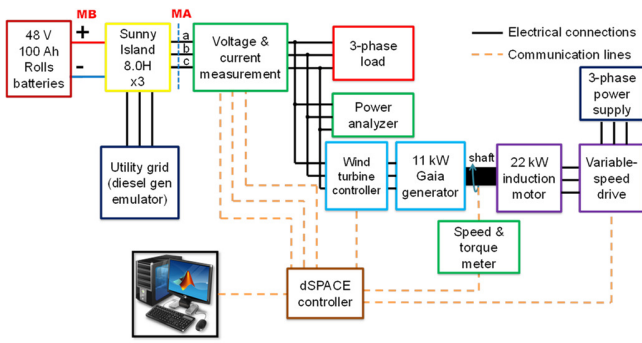 MB
MA
48 V
100 Ah
Rolls
batteries
+
-
Sunny
Island
8.0H
x3
a
b
c
Voltage &
current
measurement
3-phase
load
Electrical connections
Communication lines
Power
analyzer
3-phase
power
supply
Utility grid
(diesel gen
emulator)
Wind
turbine
controller
11 kW
Gaia
generator
shaft
22 kW
induction
motor
Variable-
speed
drive
Speed &
torque
meter
dSPACE
controller